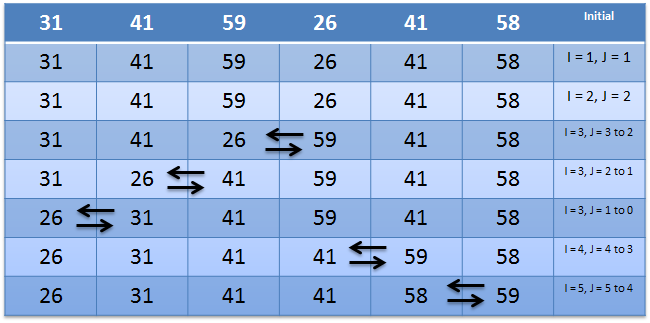 31 41 59 26 41 58 Initial
31 41 59 26 41 58 I = 1, J = 1
31 41 59 26 41 58 I = 2, J = 2
31 41 26 59 41 58 I = 3, J = 3 to 2
31 26 41 59 41 58 I = 3, J = 2 to 1
26 31 41 59 41 58 I = 3, J = 1 to 0
26 31 41 41 59 58 I = 4, J = 4 to 3
26 31 41 41 58 59 I = 5, J = 5 to 4